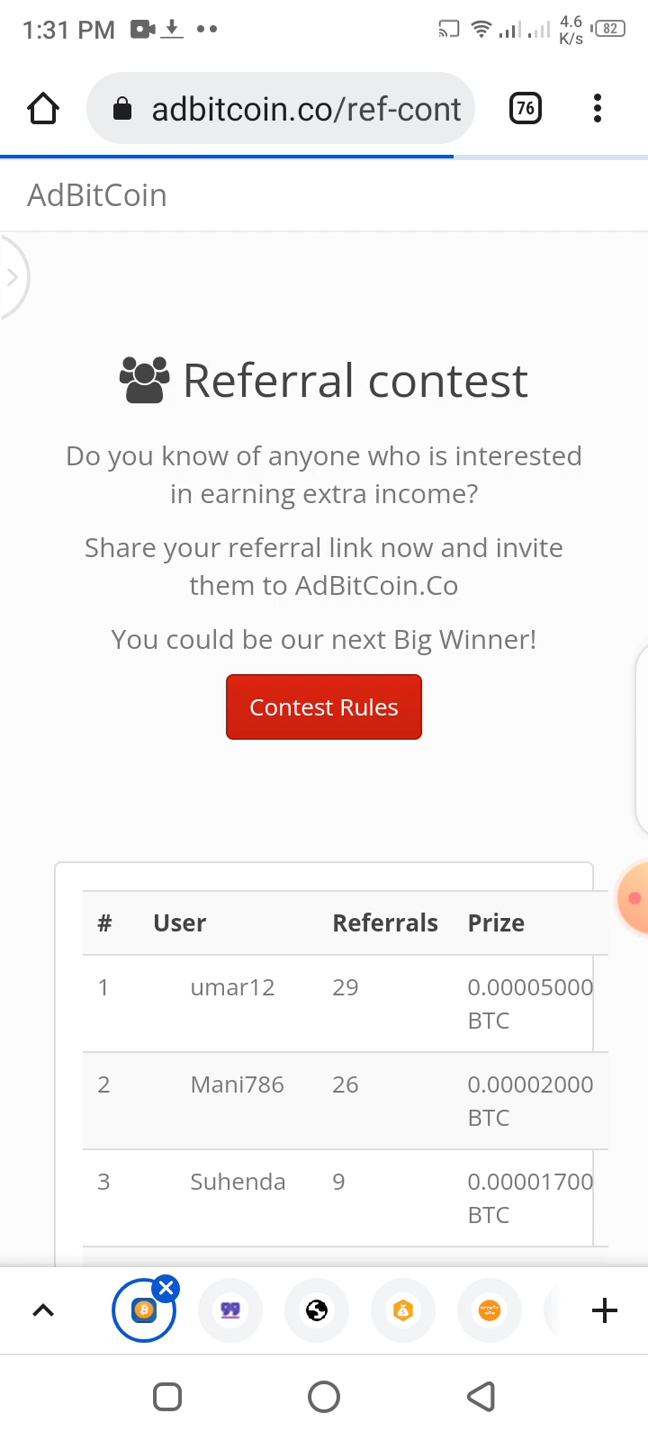 1:31 PM
4.6
K/s
82
adbitcoin.co/ref-cont
76
AdBitCoin
Referral contest
Do you know of anyone who is interested
in earning extra income?
Share your referral link now and invite
them to AdBitCoin.Co
You could be our next Big Winner!
Contest Rules
# User Referrals Prize
1 umar12 29 0.00005000
BTC
2 Mani786 26 0.00002000
BTC
3 Suhenda 9 0.00001700
BTC